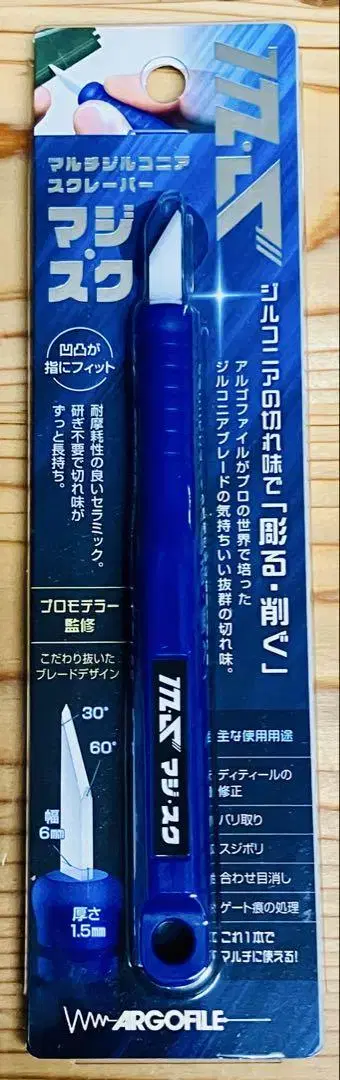 マルチジルコニア
スクレーパー
マジ・スク
M.S
凹凸が
指にフィット
ジルコニアの切れ味で「彫る・削ぐ」
アルゴファイルがプロの世界で培った
ジルコニアブレードの気持ちいい抜群の切れ味。
耐摩耗性の良いセラミック。
研ぎ不要で切れ味が
ずっと長持ち。
プロモデラー
監修
こだわり抜いた
ブレードデザイン
30°
60°
幅
6㎜
厚さ
1.5㎜
M.S マジ・スク
主な使用用途
ディティールの
修正
バリ取り
スジボリ
合わせ目消し
ゲート痕の処理
これ1本で
マルチに使える!
ARGOFILE